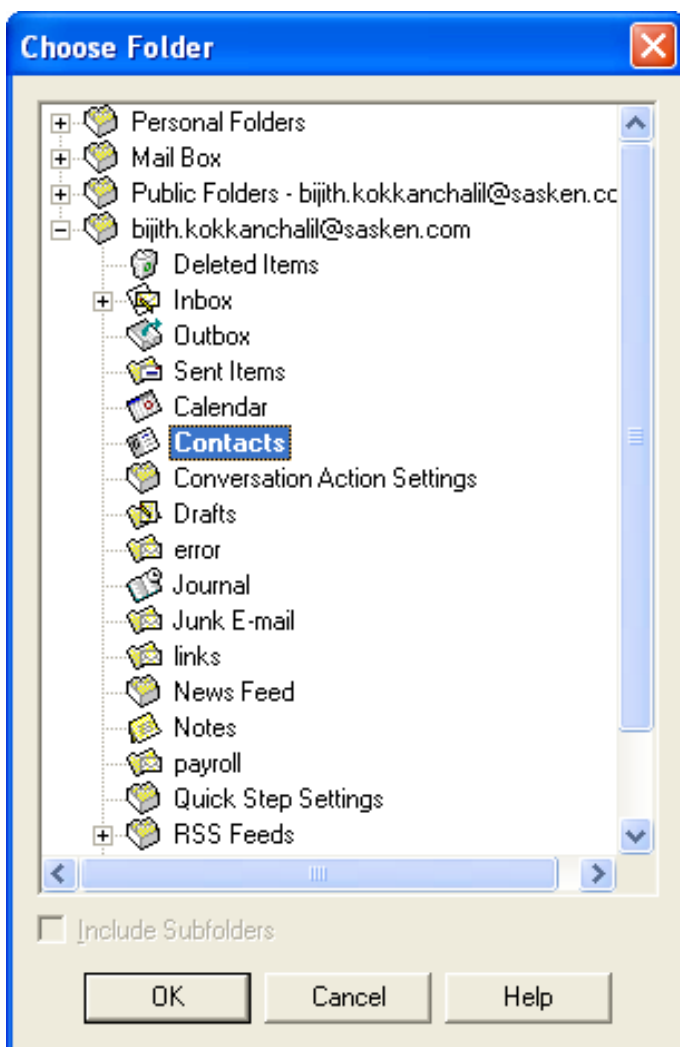 Choose Folder
Personal Folders
Mail Box
Public Folders - bijith.kokkanchalil@sasken.cc
bijith.kokkanchalil@sasken.com
Deleted Items
Inbox
Outbox
Sent Items
Calendar
Contacts
Conversation Action Settings
Drafts
error
Journal
Junk E-mail
links
News Feed
Notes
payroll
Quick Step Settings
RSS Feeds
Include Subfolders
OK Cancel Help